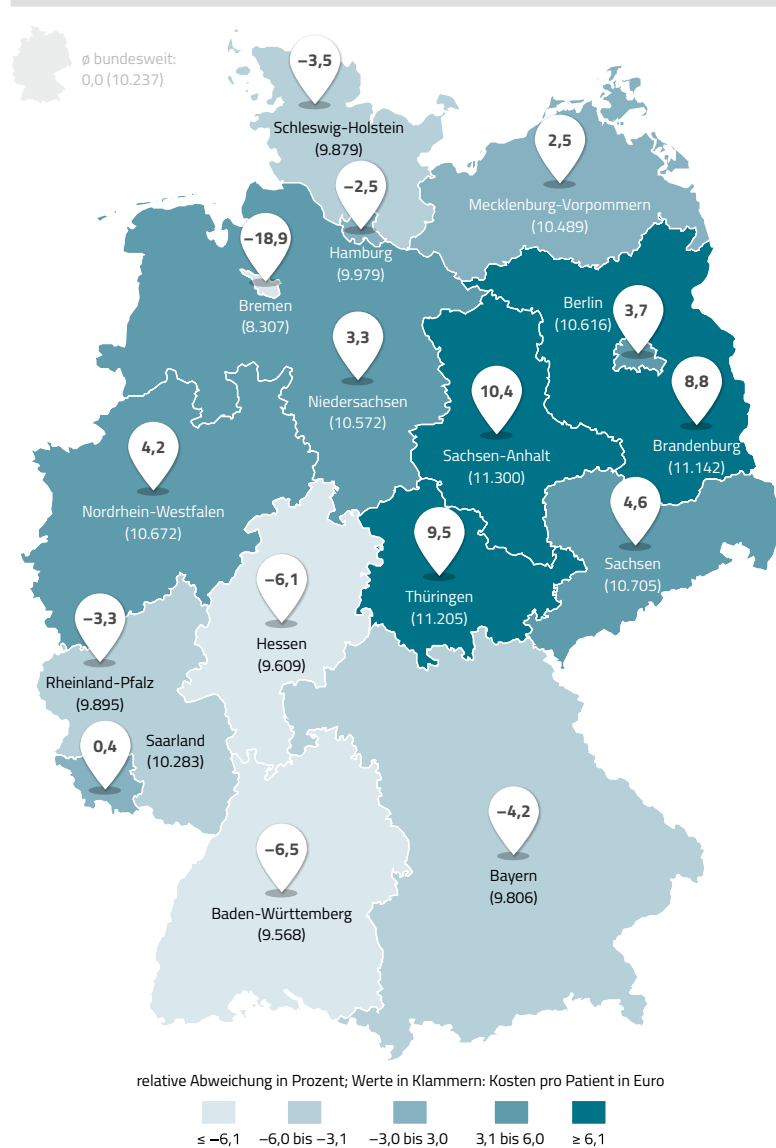 ø bundesweit:
0,0 (10.237)
–3,5
Schleswig-Holstein
(9.879)
2,5
Mecklenburg-Vorpommern
(10.489)
–2,5
Hamburg
(9.979)
–18,9
Bremen
(8.307)
Berlin
(10.616)
3,7
3,3
Niedersachsen
(10.572)
10,4
Sachsen-Anhalt
(11.300)
8,8
Brandenburg
(11.142)
4,2
Nordrhein-Westfalen
(10.672)
4,6
Sachsen
(10.705)
9,5
Thüringen
(11.205)
–6,1
Hessen
(9.609)
–3,3
Rheinland-Pfalz
(9.895)
0,4
Saarland
(10.283)
–4,2
Bayern
(9.806)
–6,5
Baden-Württemberg
(9.568)
relative Abweichung in Prozent; Werte in Klammern: Kosten pro Patient in Euro
≤ –6,1 –6,0 bis –3,1 –3,0 bis 3,0 3,1 bis 6,0 ≥ 6,1